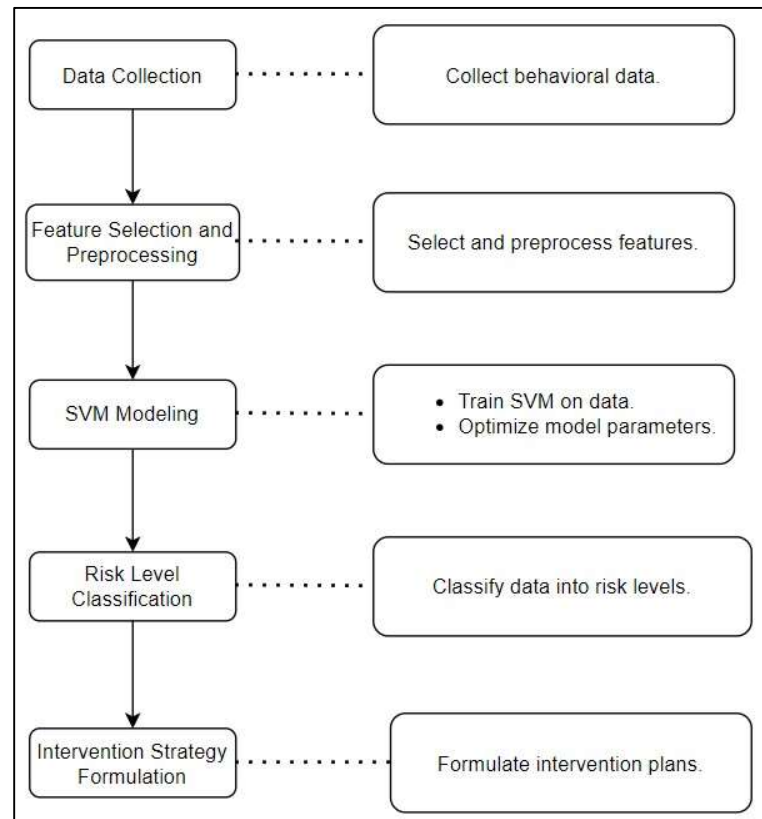 Data Collection
Collect behavioral data.
Feature Selection and
Preprocessing
Select and preprocess features.
SVM Modeling
• Train SVM on data.
• Optimize model parameters.
Risk Level
Classification
Classify data into risk levels.
Intervention Strategy
Formulation
Formulate intervention plans.